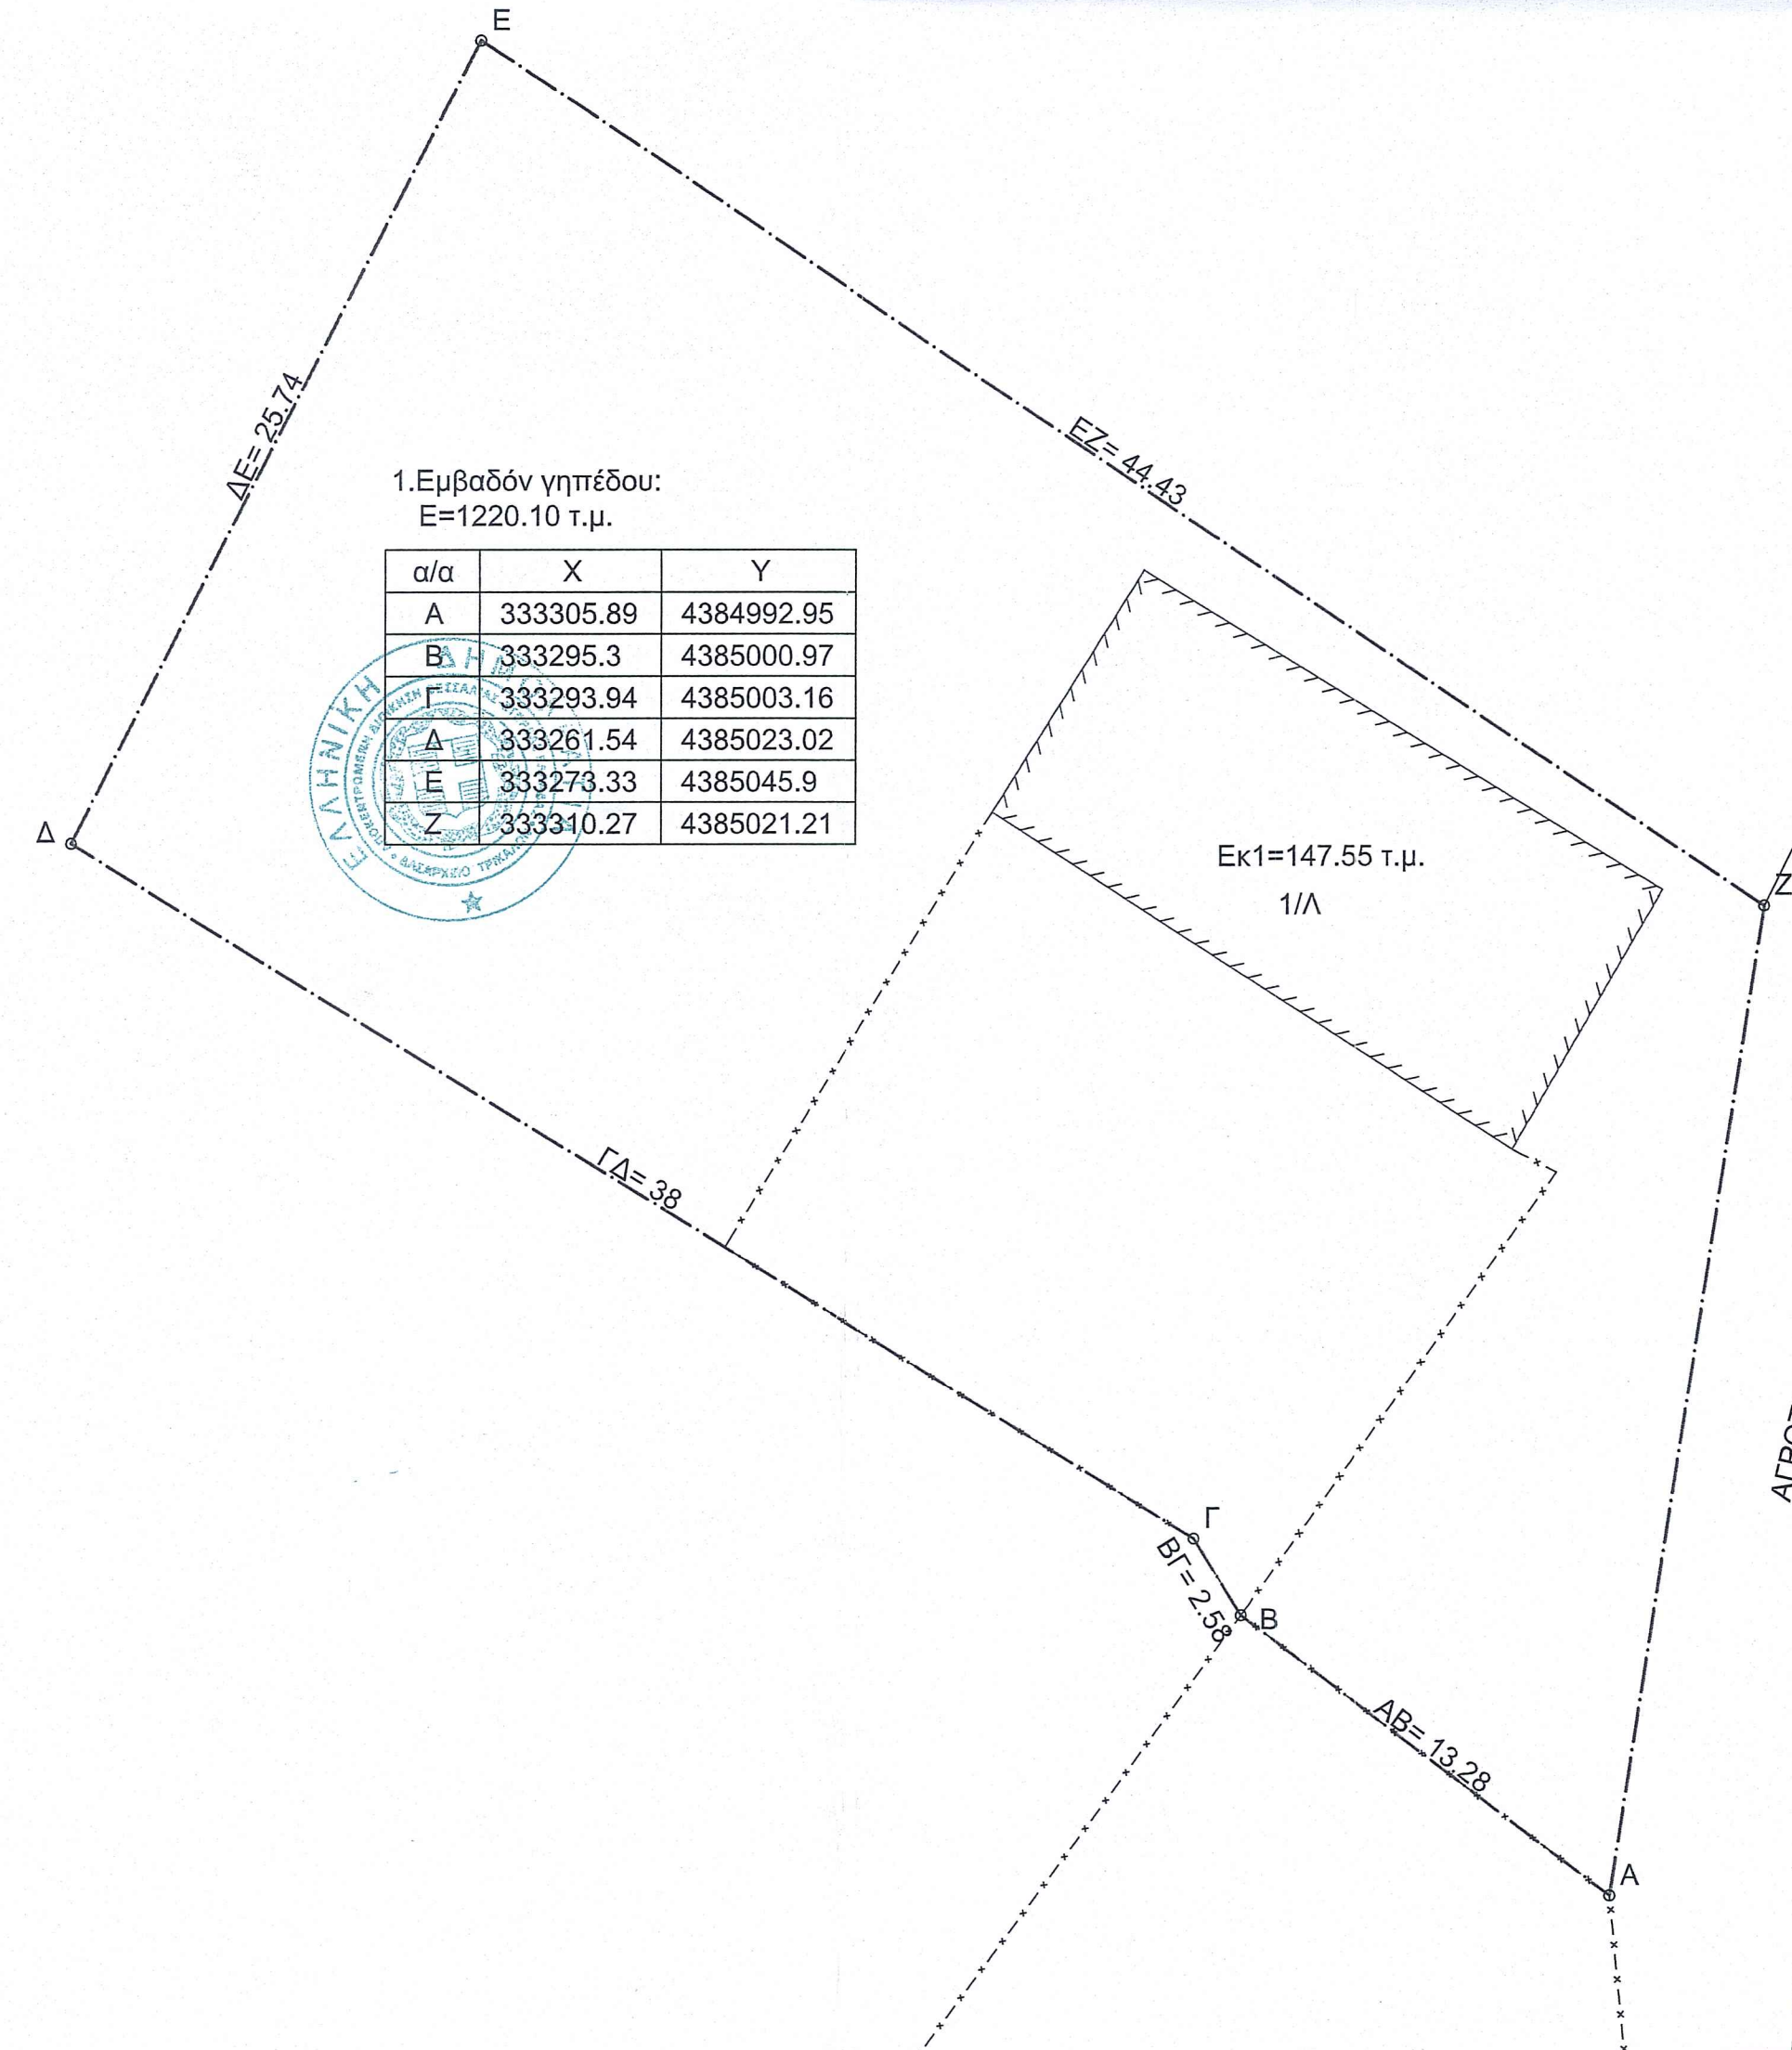 Ε
ΔΕ= 25.74
ΕΖ= 44.43
1.Εμβαδόν γηπέδου:
Ε=1220.10 τ.μ.
α/α Χ Υ
Α 333305.89 4384992.95
Β 333295.3 4385000.97
Γ 333293.94 4385003.16
Δ 333261.54 4385023.02
Ε 333273.33 4385045.9
Ζ 333310.27 4385021.21
ΕΛΛΗΝΙΚΗ
Δ
Εκ1=147.55 τ.μ.
1/Λ
Ζ
ΓΔ= 38
Γ
ΒΓ= 2.58
Β
ΑΒ= 13.28
Α